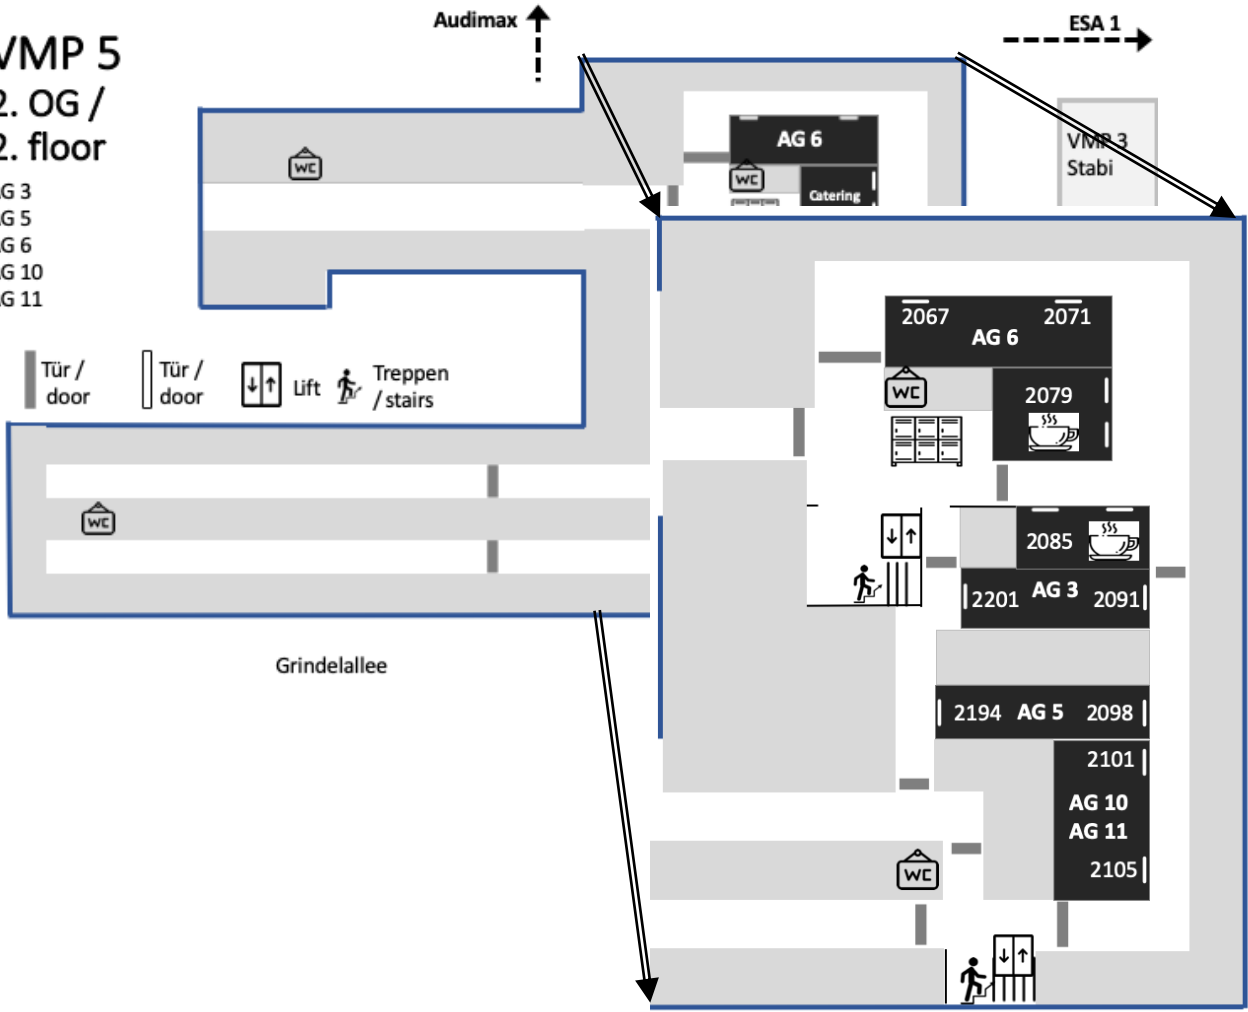 Audimax
ESA 1
VMP 5
2. OG /
2. floor
AG 6
VMP 3
Stabi
WC
WC
Catering
G 3
G 5
G 6
G 10
G 11
2067
2071
AG 6
Tür /
door
Tür /
door
Lift
Treppen
/ stairs
WC
2079
WC
2085
AG 3
2201
2091
Grindelallee
2194
AG 5
2098
2101
AG 10
AG 11
2105
WC